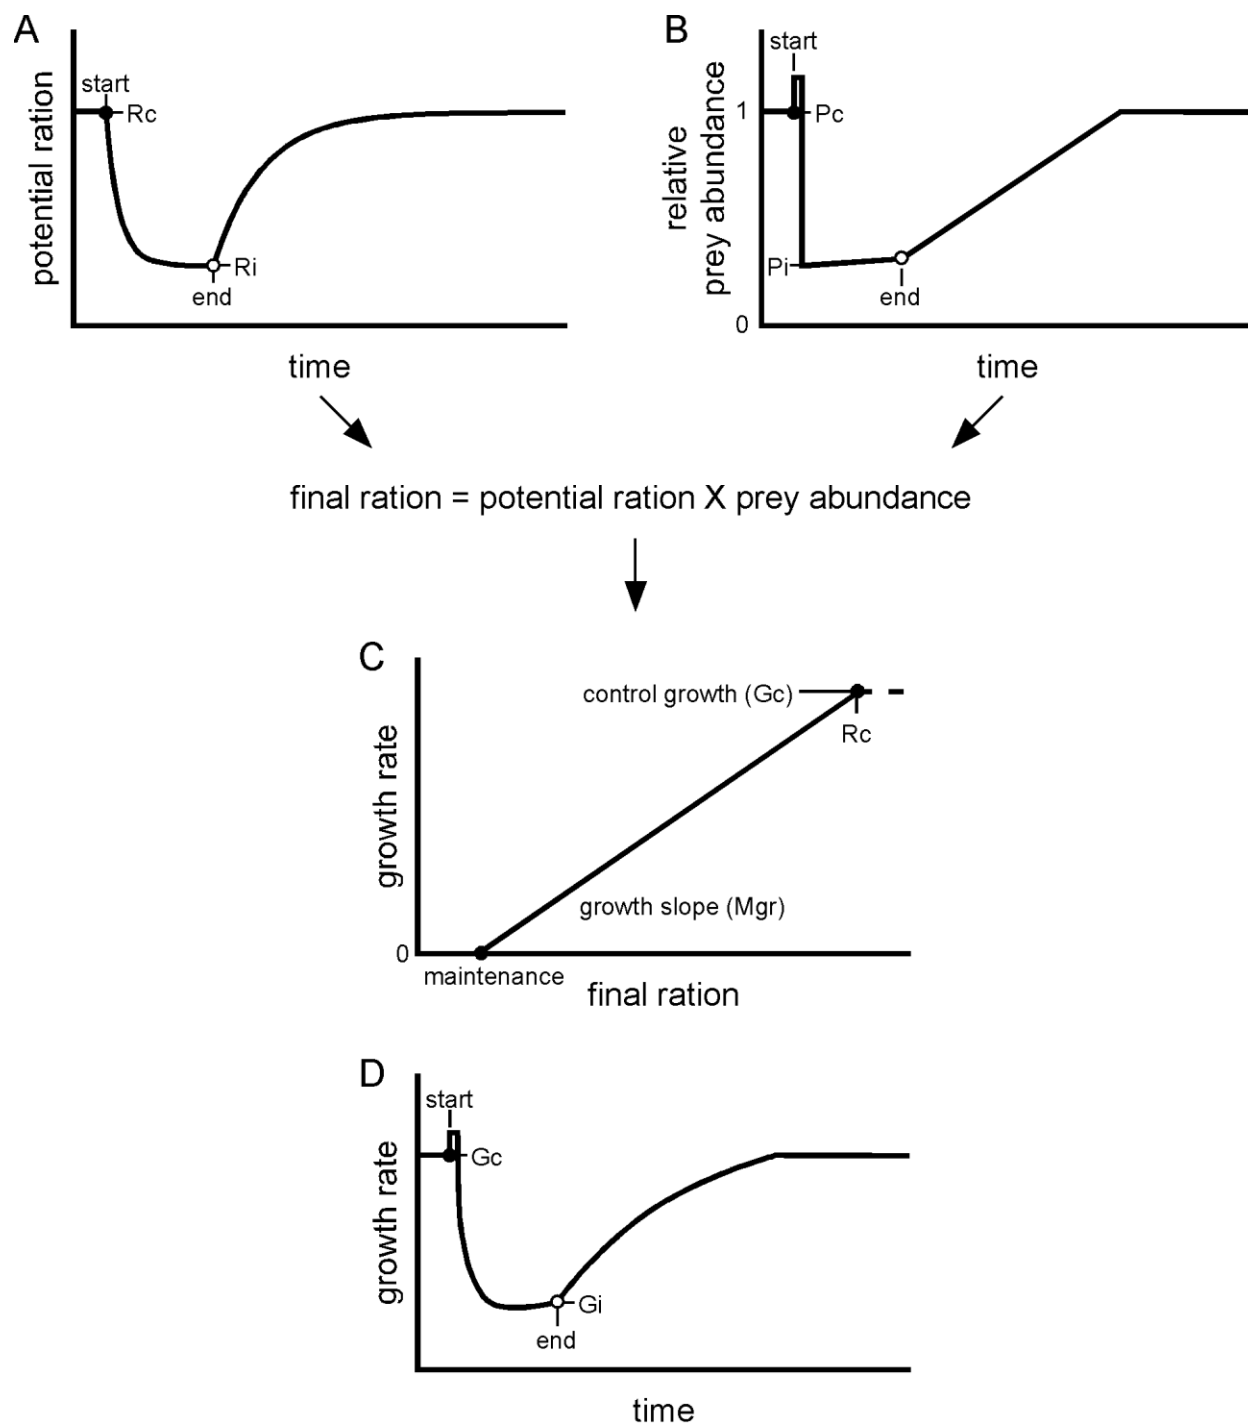 A
potential ration
start
Rc
Ri
end
time
B
relative
prey abundance
start
1
Pc
Pi
0
end
time
final ration = potential ration X prey abundance
C
growth rate
control growth (Gc)
Rc
growth slope (Mgr)
0
maintenance
final ration
D
growth rate
start
Gc
Gi
end
time